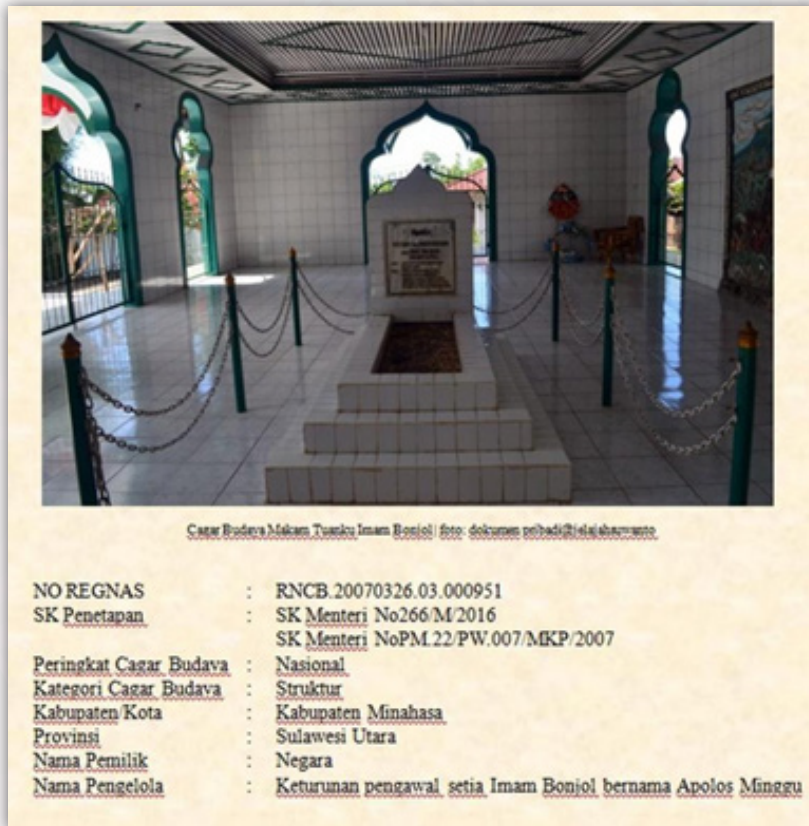 Cagar Budaya Makam Tuanku Imam Bonjol| foto: dokumen pribadi@jelajahsuwanto
NO REGNAS : RNCB.20070326.03.000951
SK Penetapan : SK Menteri No266/M/2016
SK Menteri NoPM.22/PW.007/MKP/2007
Peringkat Cagar Budaya : Nasional
Kategori Cagar Budaya : Struktur
Kabupaten/Kota : Kabupaten Minahasa
Provinsi : Sulawesi Utara
Nama Pemilik : Negara
Nama Pengelola : Keturunan pengawal setia Imam Bonjol bernama Apolos Minggu